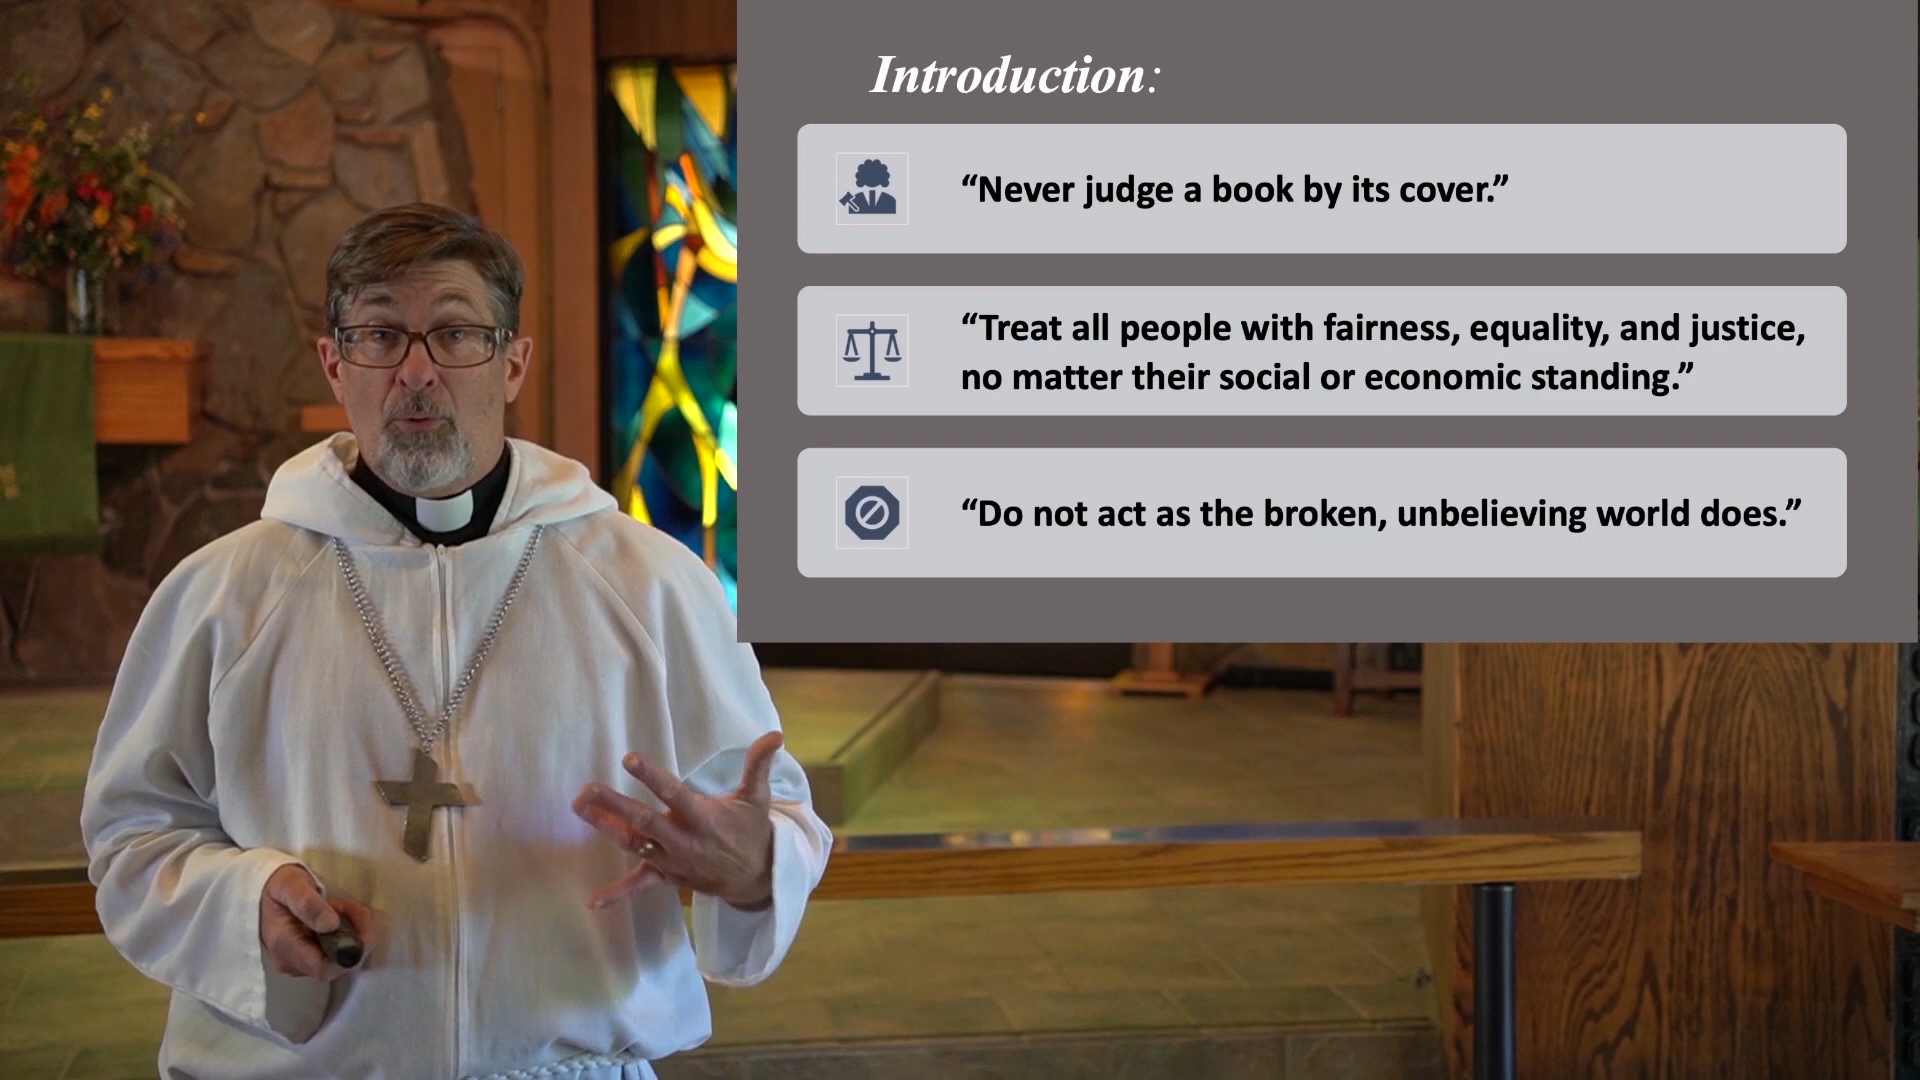 Introduction:
“Never judge a book by its cover.”
“Treat all people with fairness, equality, and justice,
no matter their social or economic standing.”
“Do not act as the broken, unbelieving world does.”